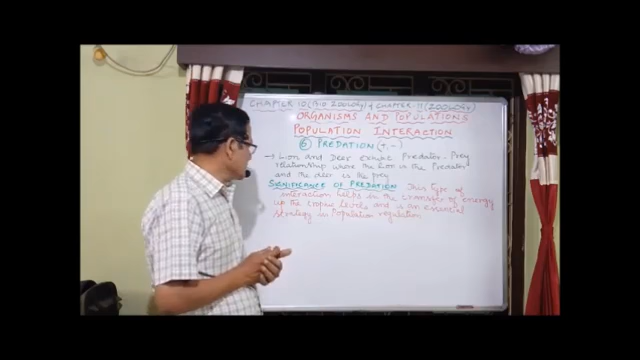 CHAPTER 10 (BIO ZOOLOGY) & CHAPTER-11 (ZOOLOGY)
ORGANISMS AND POPULATIONS
POPULATION INTERACTION
⑥ PREDATION (+,-)
→ Lion and Deer exhibit Predator-Prey
relationship where the Lion is the Predator
and the deer is the prey
SIGNIFICANCE OF PREDATION This type of
interaction helps in the transfer of energy
up the trophic levels and is an essential
strategy in Population regulation